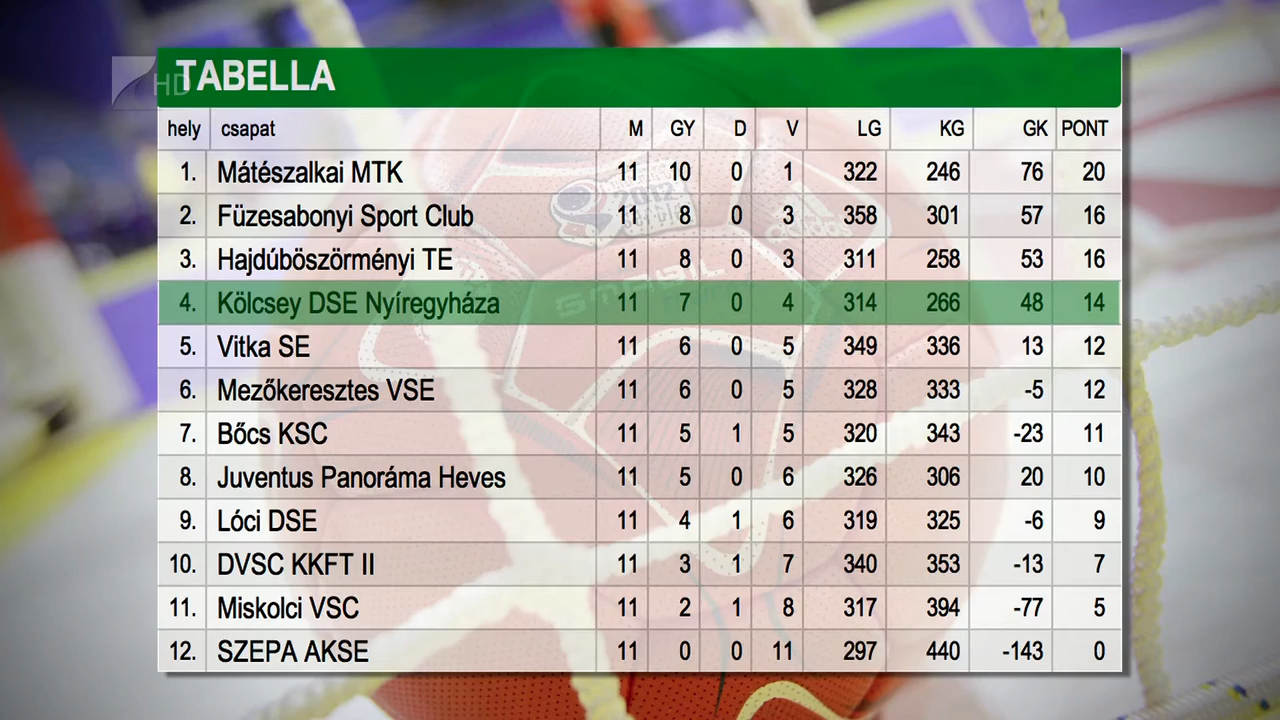 TABELLA
HD
hely csapat M GY D V LG KG GK PONT
1. Mátészalkai MTK 11 10 0 1 322 246 76 20
2. Füzesabonyi Sport Club 11 8 0 3 358 301 57 16
3. Hajdúböszörményi TE 11 8 0 3 311 258 53 16
4. Kölcsey DSE Nyíregyháza 11 7 0 4 314 266 48 14
5. Vitka SE 11 6 0 5 349 336 13 12
6. Mezőkeresztes VSE 11 6 0 5 328 333 -5 12
7. Bőcs KSC 11 5 1 5 320 343 -23 11
8. Juventus Panoráma Heves 11 5 0 6 326 306 20 10
9. Lóci DSE 11 4 1 6 319 325 -6 9
10. DVSC KKFT II 11 3 1 7 340 353 -13 7
11. Miskolci VSC 11 2 1 8 317 394 -77 5
12. SZEPA AKSE 11 0 0 11 297 440 -143 0